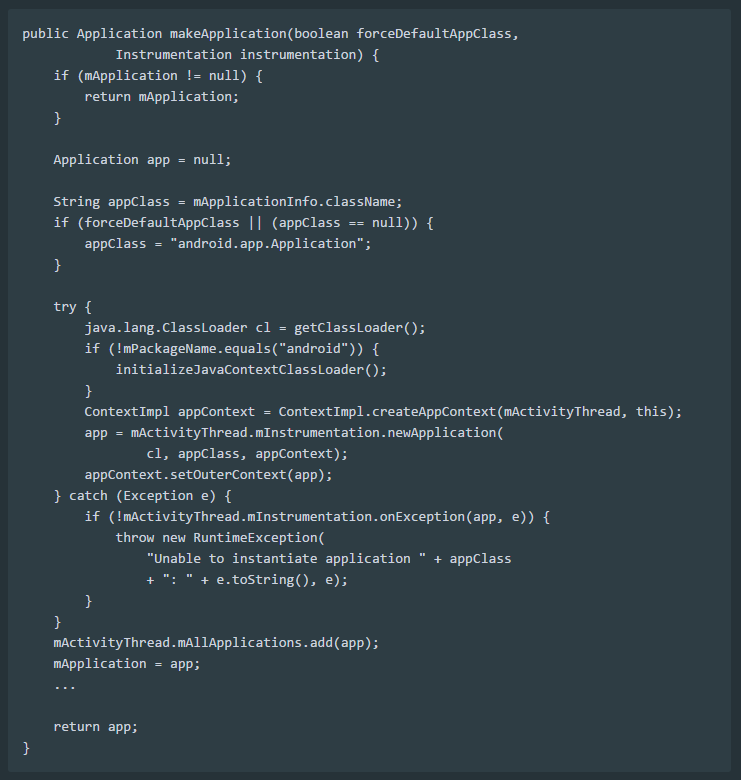 public Application makeApplication(boolean forceDefaultAppClass,
            Instrumentation instrumentation) {
    if (mApplication != null) {
        return mApplication;
    }

    Application app = null;

    String appClass = mApplicationInfo.className;
    if (forceDefaultAppClass || (appClass == null)) {
        appClass = "android.app.Application";
    }

    try {
        java.lang.ClassLoader cl = getClassLoader();
        if (!mPackageName.equals("android")) {
            initializeJavaContextClassLoader();
        }
        ContextImpl appContext = ContextImpl.createAppContext(mActivityThread, this);
        app = mActivityThread.mInstrumentation.newApplication(
                cl, appClass, appContext);
        appContext.setOuterContext(app);
    } catch (Exception e) {
        if (!mActivityThread.mInstrumentation.onException(app, e)) {
            throw new RuntimeException(
                "Unable to instantiate application " + appClass
                + ": " + e.toString(), e);
        }
    }
    mActivityThread.mAllApplications.add(app);
    mApplication = app;
    ...

    return app;
}